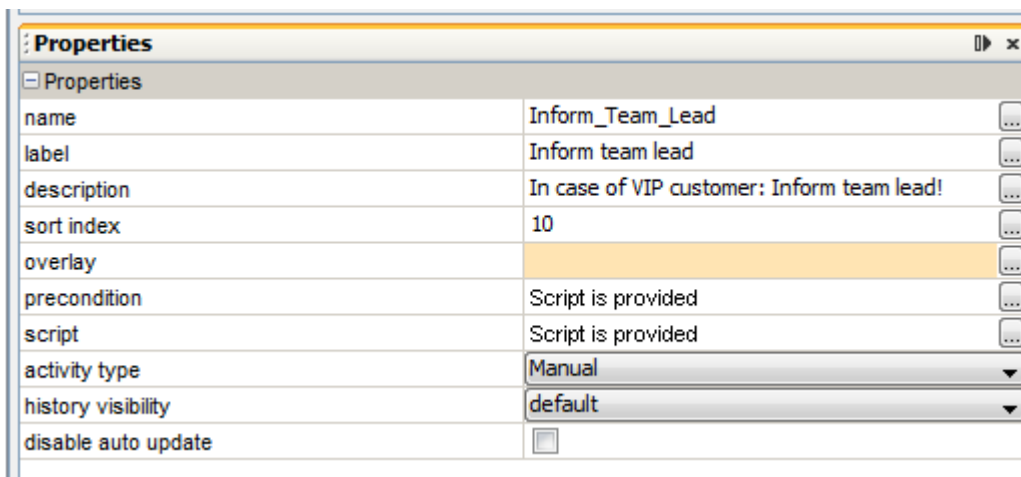 Properties
Properties
name Inform_Team_Lead ...
label Inform team lead ...
description In case of VIP customer: Inform team lead! ...
sort index 10 ...
overlay ...
precondition Script is provided ...
script Script is provided ...
activity type Manual
history visibility default
disable auto update